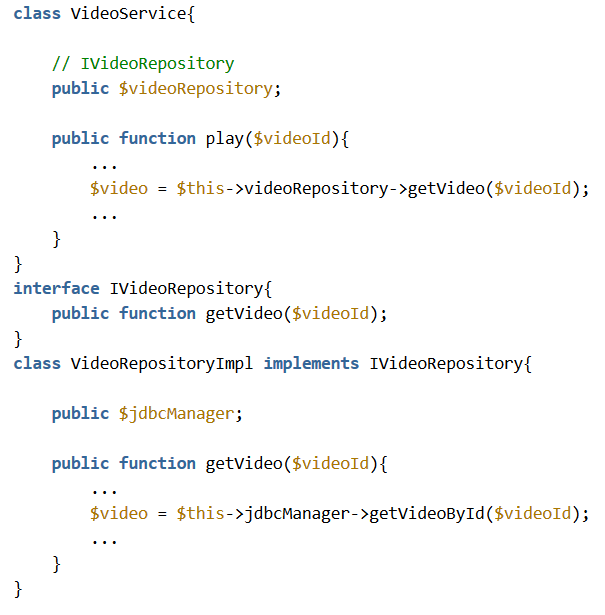 class VideoService{
// IVideoRepository
public $videoRepository;
public function play($videoId){
...
$video = $this->videoRepository->getVideo($videoId);
...
}
}
interface IVideoRepository{
public function getVideo($videoId);
}
class VideoRepositoryImpl implements IVideoRepository{
public $jdbcManager;
public function getVideo($videoId){
...
$video = $this->jdbcManager->getVideoById($videoId);
...
}
}